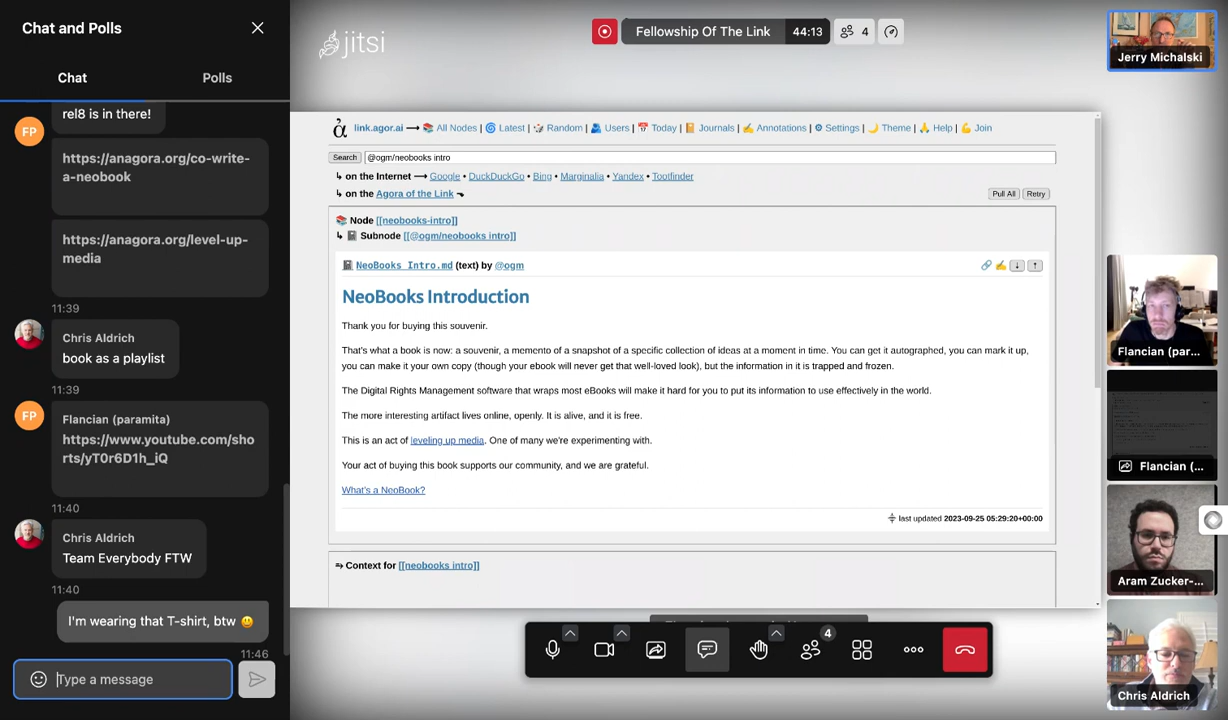 Chat and Polls
Chat
Polls
rel8 is in there!
FP
https://anagora.org/co-write-
a-neobook
https://anagora.org/level-up-
media
11:39
Chris Aldrich
book as a playlist
11:39
FP
Flancian (paramita)
https://www.youtube.com/sho
rts/yT0r6D1h_iQ
11:40
Chris Aldrich
Team Everybody FTW
11:40
I'm wearing that T-shirt, btw 😃
11:46
Type a message
jitsi
Fellowship Of The Link 44:13 4
link.agor.ai ⟶ 📚 All Nodes | 🌀 Latest | 🎲 Random | 👥 Users | 📅 Today | 📔 Journals | ✍ Annotations | ⚙ Settings | 🌙 Theme | 🙏 Help | 💪 Join
Search @ogm/neobooks intro
↳ on the Internet ⟶ Google • DuckDuckGo • Bing • Marginalia • Yandex • Tootfinder
↳ on the Agora of the Link ⤵
Pull All Retry
📚 Node [[neobooks-intro]]
↳ 📓 Subnode [[@ogm/neobooks intro]]
📓 NeoBooks Intro.md (text) by @ogm 🔗 ✍ ↓ ↑
NeoBooks Introduction
Thank you for buying this souvenir.
That's what a book is now: a souvenir, a memento of a snapshot of a specific collection of ideas at a moment in time. You can get it autographed, you can mark it up,
you can make it your own copy (though your ebook will never get that well-loved look), but the information in it is trapped and frozen.
The Digital Rights Management software that wraps most eBooks will make it hard for you to put its information to use effectively in the world.
The more interesting artifact lives online, openly. It is alive, and it is free.
This is an act of leveling up media. One of many we're experimenting with.
Your act of buying this book supports our community, and we are grateful.
What's a NeoBook?
last updated 2023-09-25 05:29:20+00:00
⥱ Context for [[neobooks intro]]
4
Jerry Michalski
Flancian (par...
Flancian (...
Aram Zucker-...
Chris Aldrich